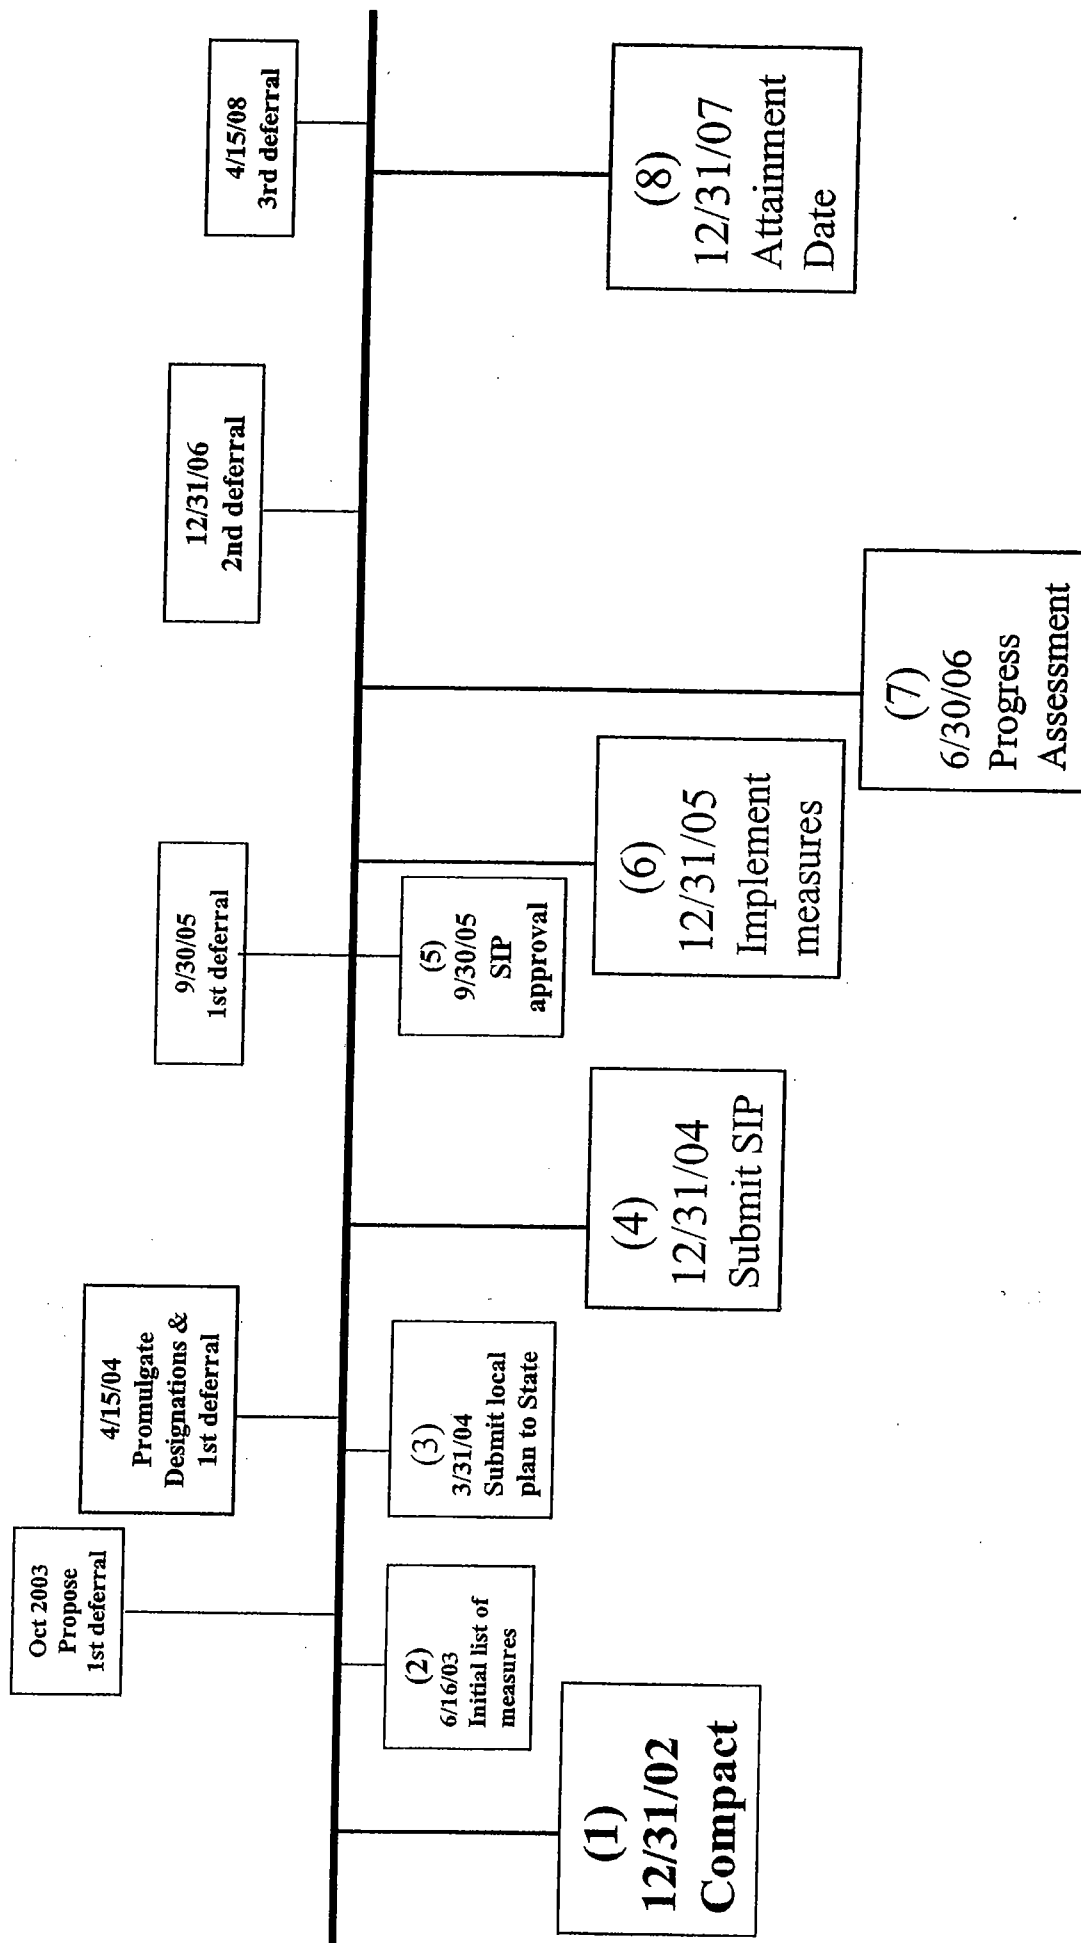 Oct 2003
Propose
1st deferral
4/15/04
Promulgate
Designations &
1st deferral
9/30/05
1st deferral
12/31/06
2nd deferral
4/15/08
3rd deferral
(1)
12/31/02
Compact
(2)
6/16/03
Initial list of
measures
(3)
3/31/04
Submit local
plan to State
(4)
12/31/04
Submit SIP
(5)
9/30/05
SIP
approval
(6)
12/31/05
Implement
measures
(7)
6/30/06
Progress
Assessment
(8)
12/31/07
Attainment
Date